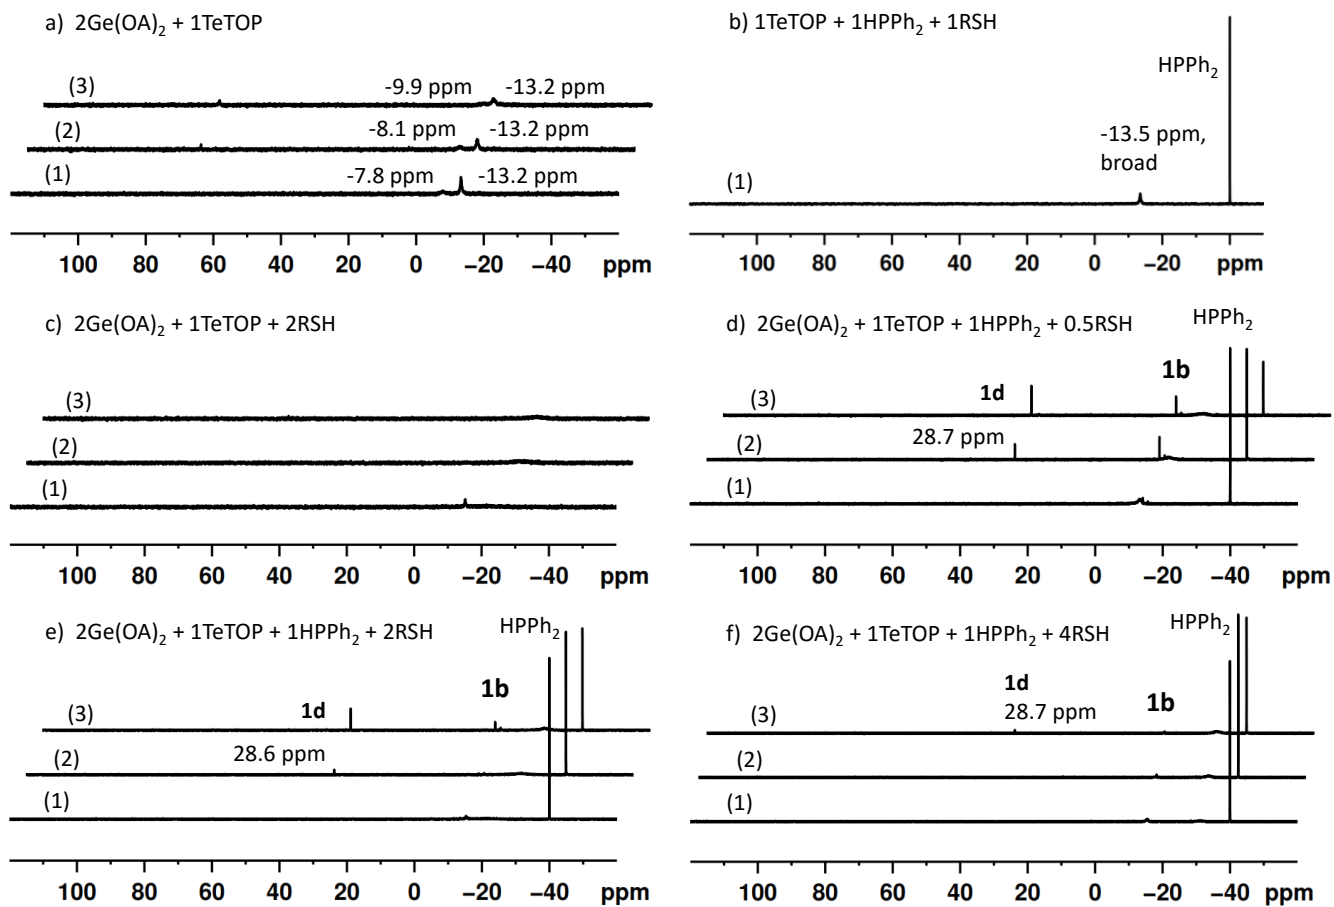 a) 2Ge(OA)2 + 1TeTOP
(3)
-9.9 ppm
-13.2 ppm
(2)
-8.1 ppm
-13.2 ppm
(1)
-7.8 ppm
-13.2 ppm
100 80 60 40 20 0 −20 −40 ppm
b) 1TeTOP + 1HPPh2 + 1RSH
HPPh2
-13.5 ppm,
broad
(1)
100 80 60 40 20 0 −20 −40 ppm
c) 2Ge(OA)2 + 1TeTOP + 2RSH
(3)
(2)
(1)
100 80 60 40 20 0 −20 −40 ppm
d) 2Ge(OA)2 + 1TeTOP + 1HPPh2 + 0.5RSH
HPPh2
1b
1d
(3)
28.7 ppm
(2)
(1)
100 80 60 40 20 0 −20 −40 ppm
e) 2Ge(OA)2 + 1TeTOP + 1HPPh2 + 2RSH
HPPh2
1b
1d
(3)
28.6 ppm
(2)
(1)
100 80 60 40 20 0 −20 −40 ppm
f) 2Ge(OA)2 + 1TeTOP + 1HPPh2 + 4RSH
HPPh2
1d
1b
28.7 ppm
(3)
(2)
(1)
100 80 60 40 20 0 −20 −40 ppm